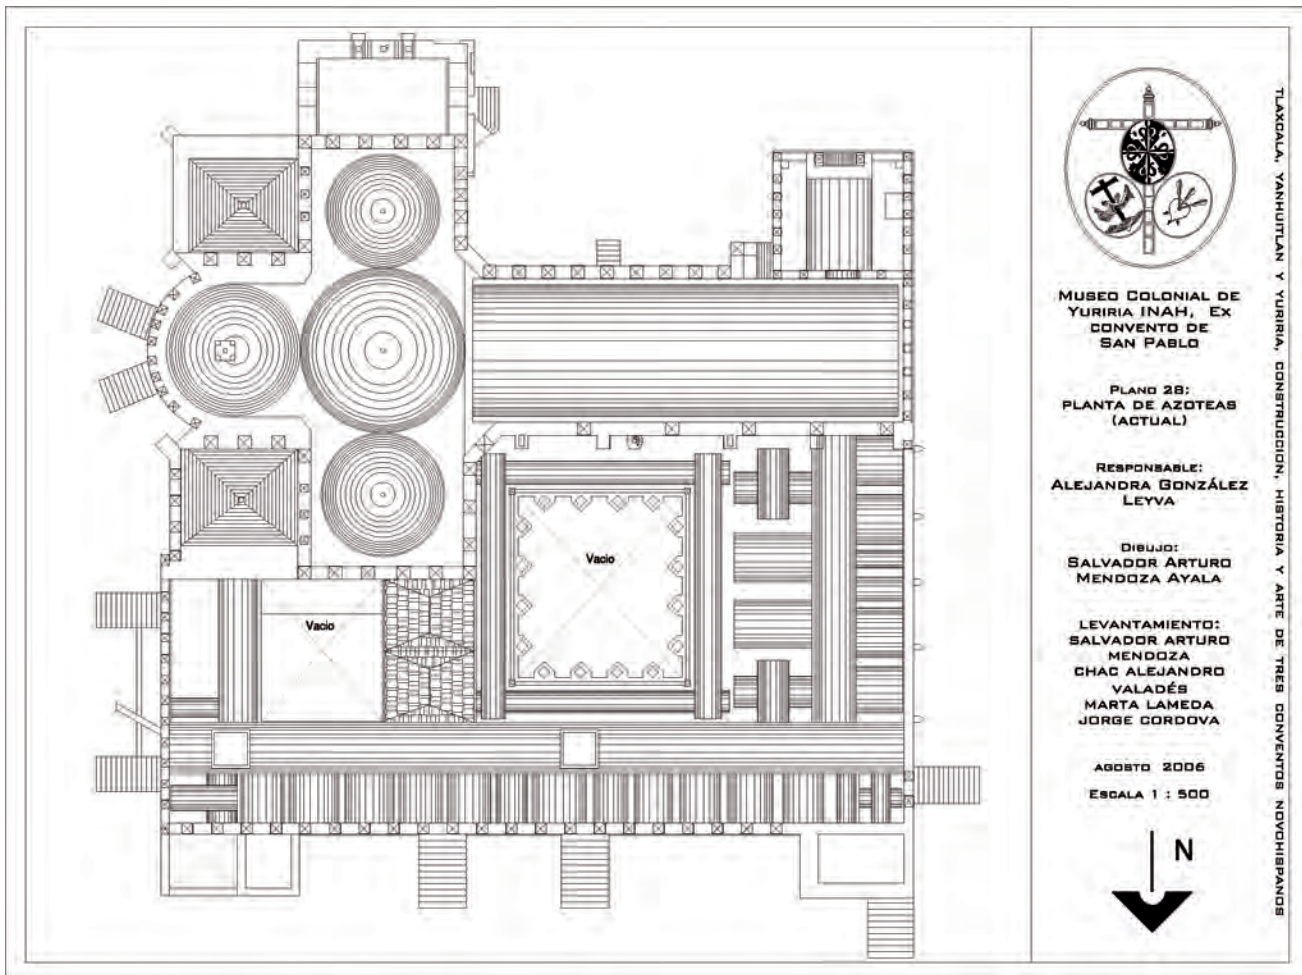 Vacio
Vacio
MUSEO COLONIAL DE
YURIRIA INAH, EX
CONVENTO DE
SAN PABLO
PLANO 28:
PLANTA DE AZOTEAS
(ACTUAL)
RESPONSABLE:
ALEJANDRA GONZÁLEZ
LEYVA
DIBUJO:
SALVADOR ARTURO
MENDOZA AYALA
LEVANTAMIENTO:
SALVADOR ARTURO
MENDOZA
CHAC ALEJANDRO
VALADÉS
MARTA LAMEDA
JORGE CORDOVA
AGOSTO 2006
ESCALA 1 : 500
N
TLAXCALA, YANHUITLAN Y YURIRIA, CONSTRUCCION, HISTORIA Y ARTE DE TRES CONVENTOS NOVOHISPANOS